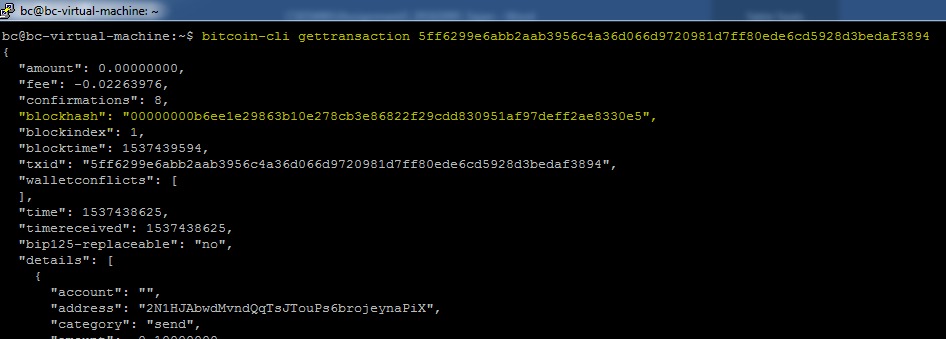 bc@bc-virtual-machine: ~
bc@bc-virtual-machine:~$ bitcoin-cli gettransaction 5ff6299e6abb2aab3956c4a36d066d9720981d7ff80ede6cd5928d3bedaf3894
{
"amount": 0.00000000,
"fee": -0.02263976,
"confirmations": 8,
"blockhash": "00000000b6ee1e29863b10e278cb3e86822f29cdd830951af97deff2ae8330e5",
"blockindex": 1,
"blocktime": 1537439594,
"txid": "5ff6299e6abb2aab3956c4a36d066d9720981d7ff80ede6cd5928d3bedaf3894",
"walletconflicts": [
],
"time": 1537438625,
"timereceived": 1537438625,
"bip125-replaceable": "no",
"details": [
{
"account": "",
"address": "2N1HJAbwdMvndQqTsJTouPs6brojeynaPiX",
"category": "send",